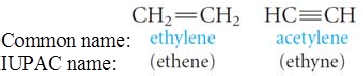 CH₂=CH₂ HC≡CH
Common name: ethylene acetylene
IUPAC name: (ethene) (ethyne)